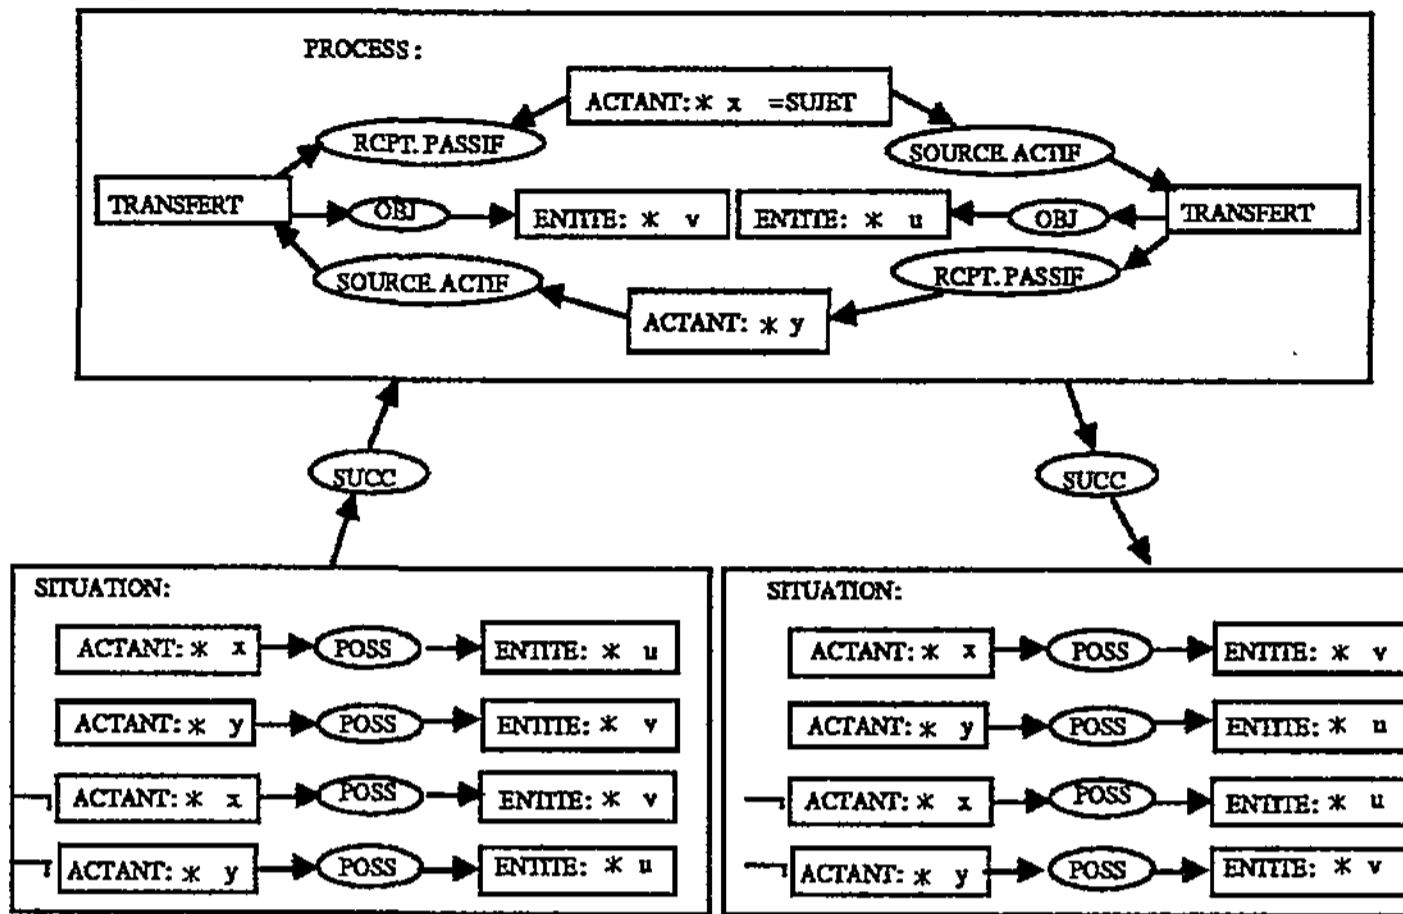 PROCESS:
ACTANT: * x =SUJET
RCPT. PASSIF
SOURCE. ACTIF
TRANSFERT
OBJ
ENTITE: * v
ENTITE: * u
OBJ
TRANSFERT
SOURCE. ACTIF
RCPT. PASSIF
ACTANT: * y
SUCC
SUCC
SITUATION:
ACTANT: * x POSS ENTITE: * u
ACTANT: * y POSS ENTITE: * v
¬ ACTANT: * x POSS ENTITE: * v
¬ ACTANT: * y POSS ENTITE: * u
SITUATION:
ACTANT: * x POSS ENTITE: * v
ACTANT: * y POSS ENTITE: * u
¬ ACTANT: * x POSS ENTITE: * u
¬ ACTANT: * y POSS ENTITE: * v